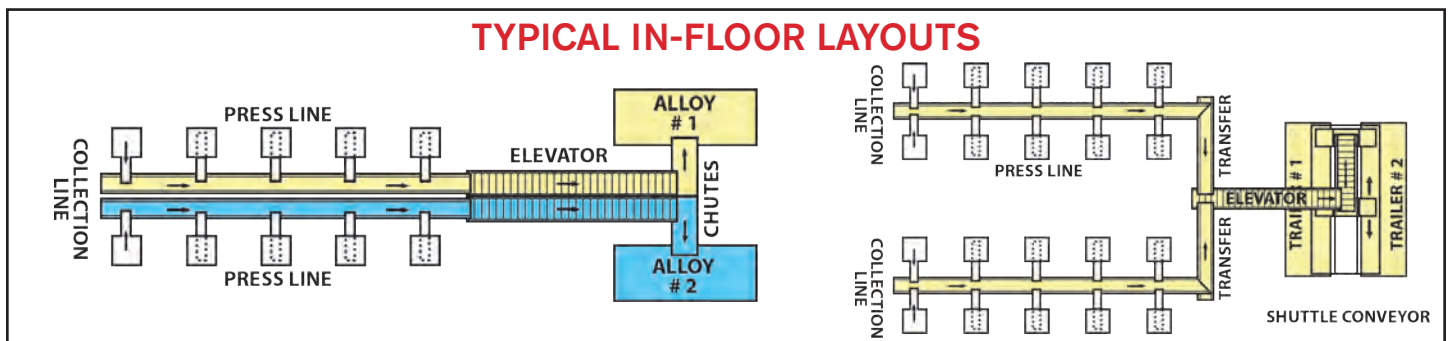 TYPICAL IN-FLOOR LAYOUTS
PRESS LINE
COLLECTION
LINE
ELEVATOR
ALLOY
# 1
CHUTES
ALLOY
# 2
PRESS LINE
COLLECTION
LINE
PRESS LINE
TRANSFER
ELEVATOR
TRAILER #1
TRAILER #2
COLLECTION
LINE
TRANSFER
SHUTTLE CONVEYOR